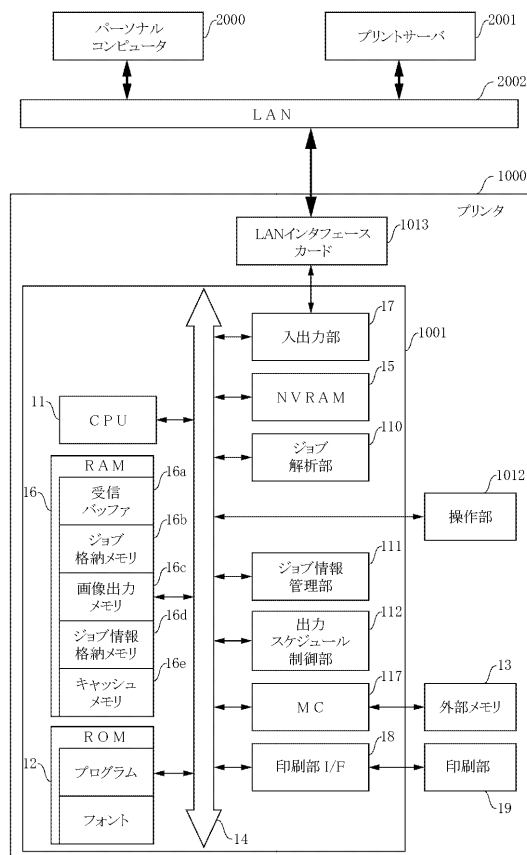 2000
パーソナル
コンピュータ
2001
プリントサーバ
2002
LAN
1000
プリンタ
1013
LANインタフェース
カード
17
入出力部
1001
15
NVRAM
11
CPU
110
ジョブ
解析部
RAM
16
16a
受信
バッファ
16b
ジョブ
格納メモリ
16c
画像出力
メモリ
16d
ジョブ情報
格納メモリ
16e
キャッシュ
メモリ
1012
操作部
111
ジョブ情報
管理部
112
出力
スケジュール
制御部
117
MC
13
外部メモリ
ROM
12
プログラム
フォント
18
印刷部 I/F
印刷部
19
14